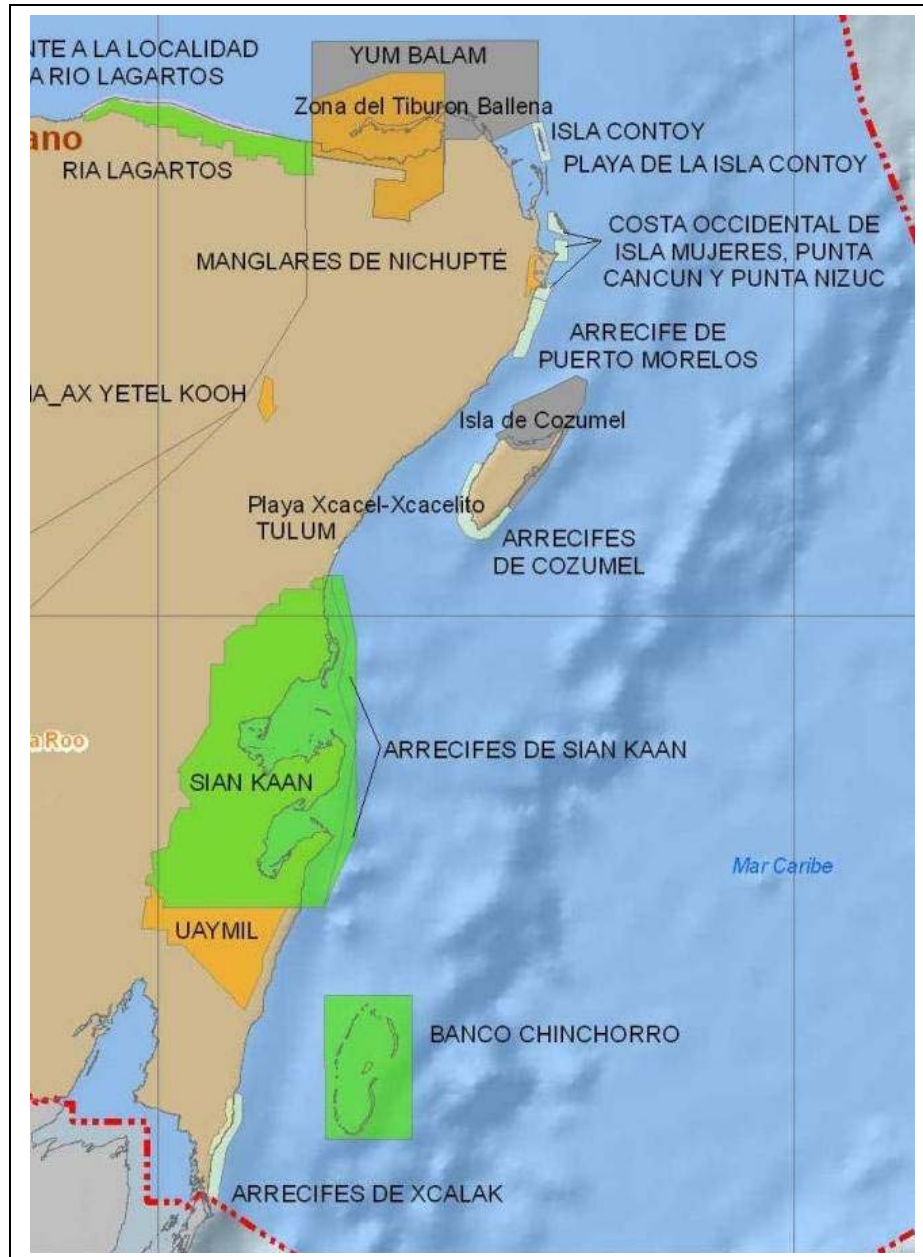 NTE A LA LOCALIDAD
A RIO LAGARTOS
YUM BALAM
Zona del Tiburon Ballena
ISLA CONTOY
ano
PLAYA DE LA ISLA CONTOY
RIA LAGARTOS
COSTA OCCIDENTAL DE
ISLA MUJERES, PUNTA
CANCUN Y PUNTA NIZUC
MANGLARES DE NICHUPTÉ
ARRECIFE DE
PUERTO MORELOS
A_AX YETEL KOOH
Isla de Cozumel
Playa Xcacel-Xcacelito
TULUM
ARRECIFES
DE COZUMEL
a Roo
ARRECIFES DE SIAN KAAN
SIAN KAAN
Mar Caribe
UAYMIL
BANCO CHINCHORRO
ARRECIFES DE XCALAK